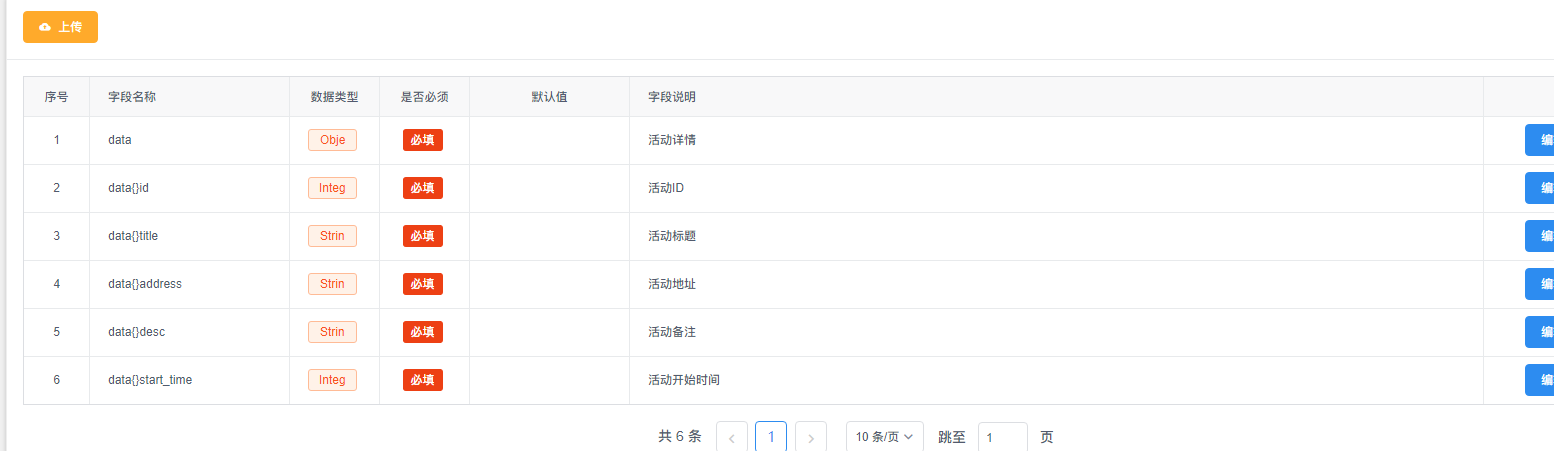 上传
序号 字段名称 数据类型 是否必须 默认值 字段说明
1 data Obje 必填 活动详情 编
2 data{}id Integ 必填 活动ID 编
3 data{}title Strin 必填 活动标题 编
4 data{}address Strin 必填 活动地址 编
5 data{}desc Strin 必填 活动备注 编
6 data{}start_time Integ 必填 活动开始时间 编
共 6 条 1 10 条/页 跳至 1 页